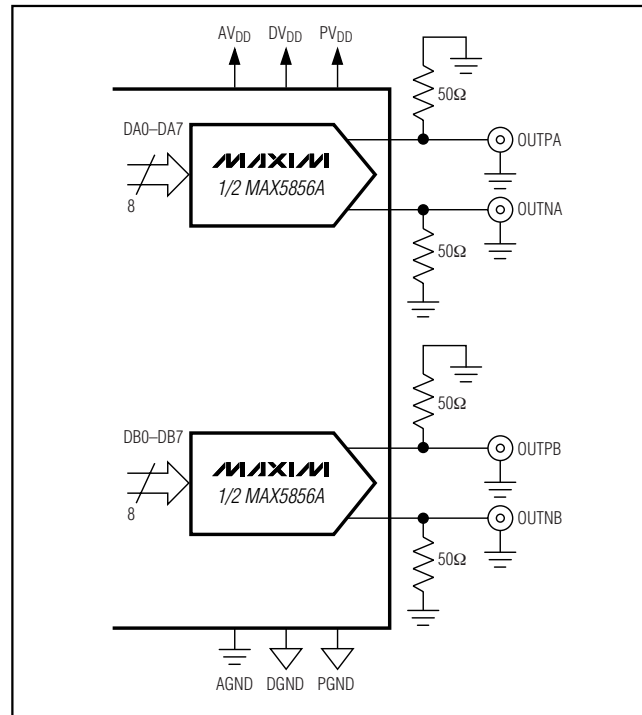 AVDD DVDD PVDD
50Ω
DA0–DA7
OUTPA
MAXIM
1/2 MAX5856A
8
OUTNA
50Ω
50Ω
DB0–DB7
OUTPB
MAXIM
1/2 MAX5856A
8
OUTNB
50Ω
AGND DGND PGND